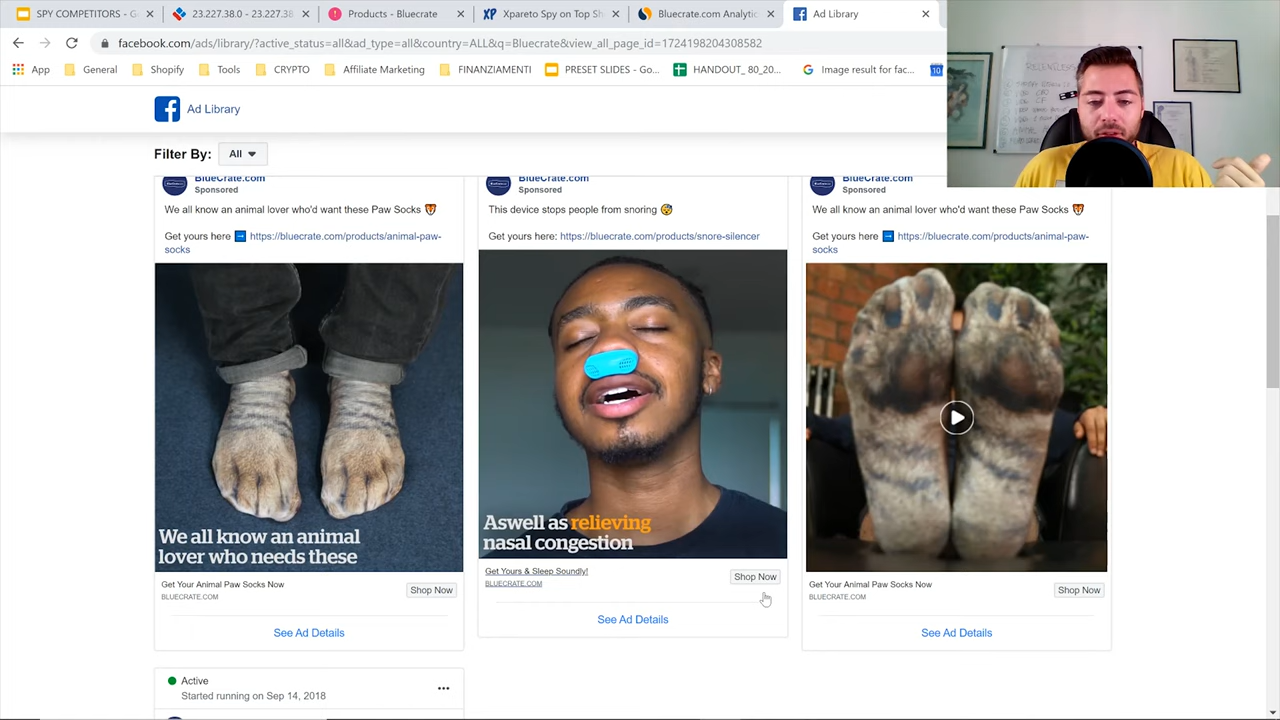 SPY COMPETITORS - G
23.227.38.0 - 23.227.38
Products - Bluecrate
XP Xpareto Spy on Top Sh
Bluecrate.com Analytic
Ad Library
facebook.com/ads/library/?active_status=all&ad_type=all&country=ALL&q=Bluecrate&view_all_page_id=1724198204308582
App
General
Shopify
Tools
CRIPTO
Affiliate Marketing
FINANZIAMENTI
PRESET SLIDES - Go...
HANDOUT_ 80_20...
Image result for fac...
10
Ad Library
Filter By:
All
BlueCrate.com
Sponsored
We all know an animal lover who'd want these Paw Socks
Get yours here https://bluecrate.com/products/animal-paw-
socks
We all know an animal
lover who needs these
Get Your Animal Paw Socks Now
BLUECRATE.COM
Shop Now
See Ad Details
BlueCrate.com
Sponsored
This device stops people from snoring
Get yours here: https://bluecrate.com/products/snore-silencer
Aswell as relieving
nasal congestion
Get Yours & Sleep Soundly!
BLUECRATE.COM
Shop Now
See Ad Details
BlueCrate.com
Sponsored
We all know an animal lover who'd want these Paw Socks
Get yours here https://bluecrate.com/products/animal-paw-
socks
Get Your Animal Paw Socks Now
BLUECRATE.COM
Shop Now
See Ad Details
Active
Started running on Sep 14, 2018